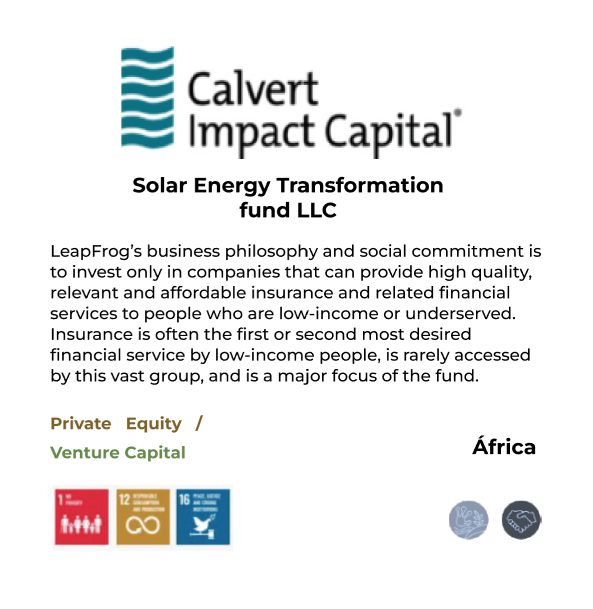 Calvert
Impact Capital®
Solar Energy Transformation
fund LLC
LeapFrog’s business philosophy and social commitment is
to invest only in companies that can provide high quality,
relevant and affordable insurance and related financial
services to people who are low-income or underserved.
Insurance is often the first or second most desired
financial service by low-income people, is rarely accessed
by this vast group, and is a major focus of the fund.
Private Equity /
Venture Capital
África
1 NO
POVERTY
12 RESPONSIBLE
CONSUMPTION
AND PRODUCTION
16 PEACE, JUSTICE
AND STRONG
INSTITUTIONS